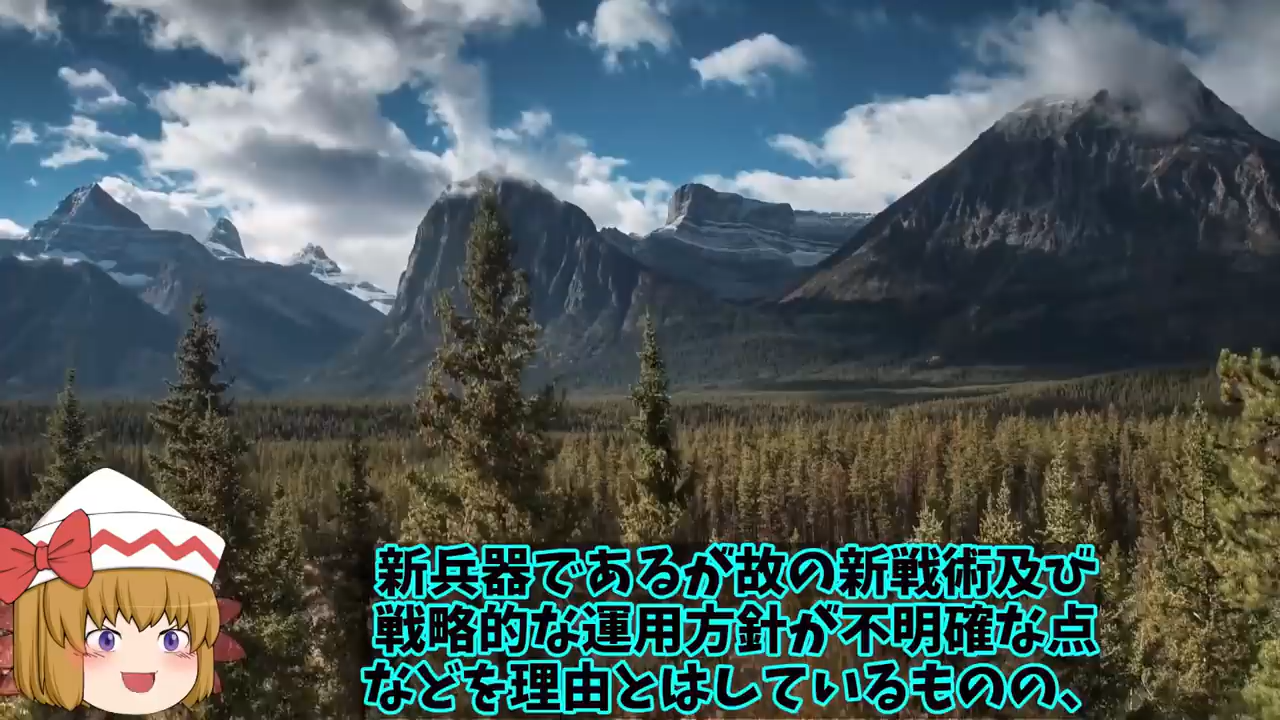 新兵器であるが故の新戦術及び
戦略的な運用方針が不明確な点
などを理由とはしているものの、